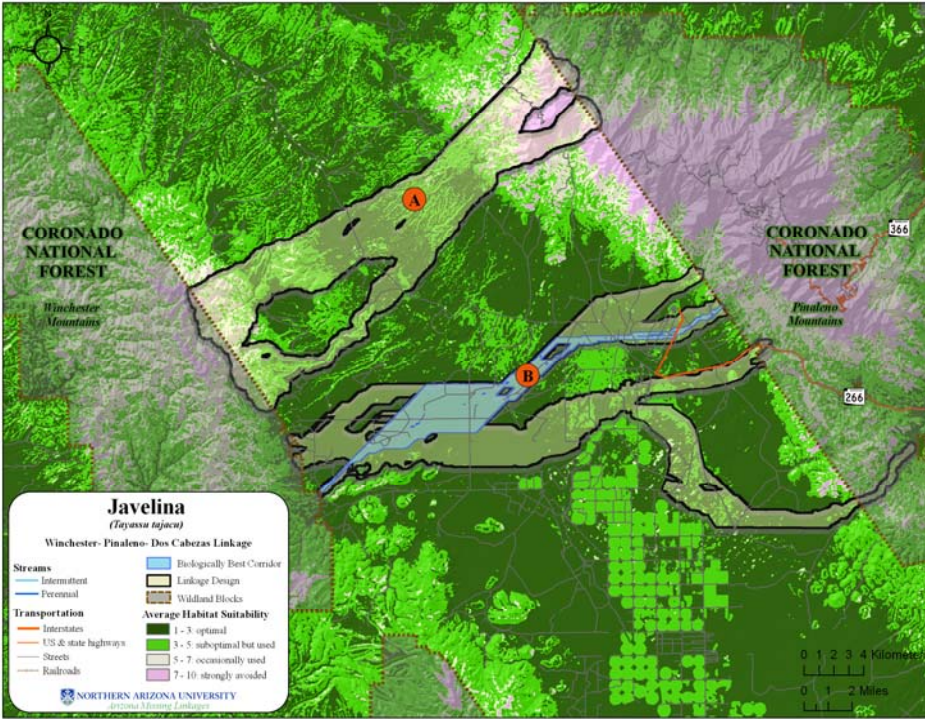 A
CORONADO
NATIONAL
FOREST
Winchester
Mountains
CORONADO
NATIONAL
FOREST
366
Pinaleno
Mountains
B
266
Javelina
(Tayassu tajacu)
Winchester- Pinaleno- Dos Cabezas Linkage
Streams
Intermittent
Perennial
Transportation
Interstates
US & state highways
Streets
Railroads
Biologically Best Corridor
Linkage Design
Wildland Blocks
Average Habitat Suitability
1 - 3: optimal
3 - 5: suboptimal but used
5 - 7: occasionally used
7 - 10: strongly avoided
NORTHERN ARIZONA UNIVERSITY
Arizona Missing Linkages
0 1 2 3 4 Kilometer
0 1 2 Miles